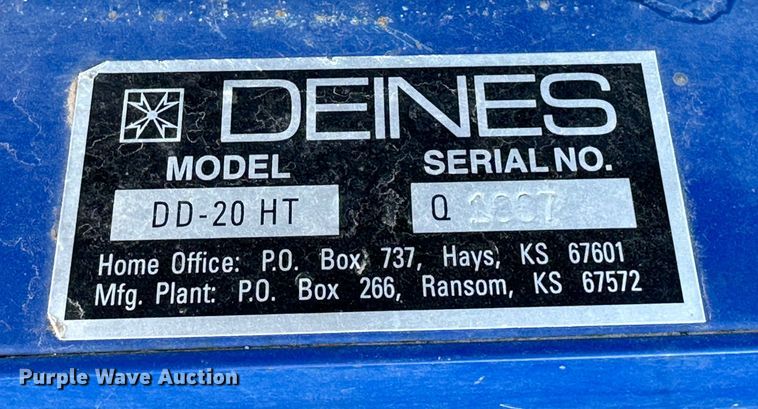 DEINES
MODEL SERIAL NO.
DD-20 HT Q
Home Office: P.O. Box 737, Hays, KS 67601
Mfg. Plant: P.O. Box 266, Ransom, KS 67572
Purple Wave Auction